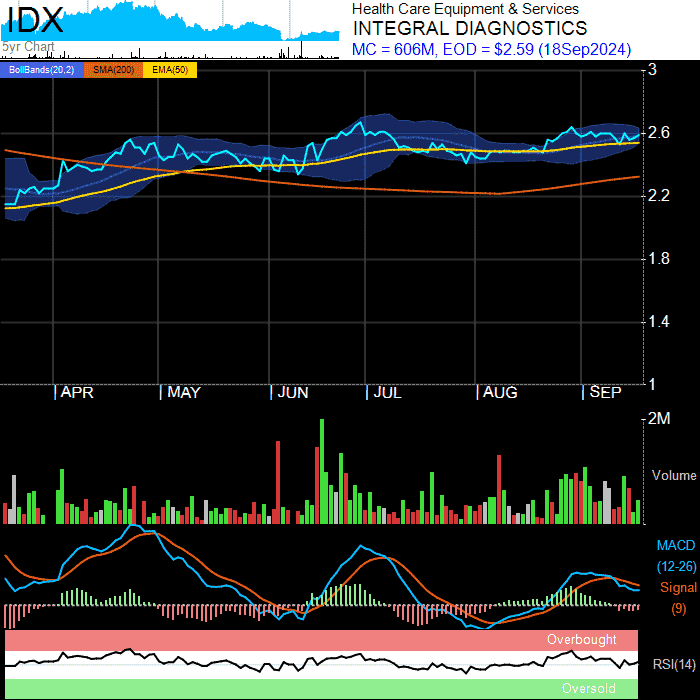 IDX
5yr Chart
Health Care Equipment & Services
INTEGRAL DIAGNOSTICS
MC = 606M, EOD = $2.59 (18Sep2024)
BollBands(20,2) SMA(200) EMA(50)
3
2.6
2.2
1.8
1.4
1
APR MAY JUN JUL AUG SEP
2M
Volume
MACD
(12-26)
Signal
(9)
Overbought
RSI(14)
Oversold